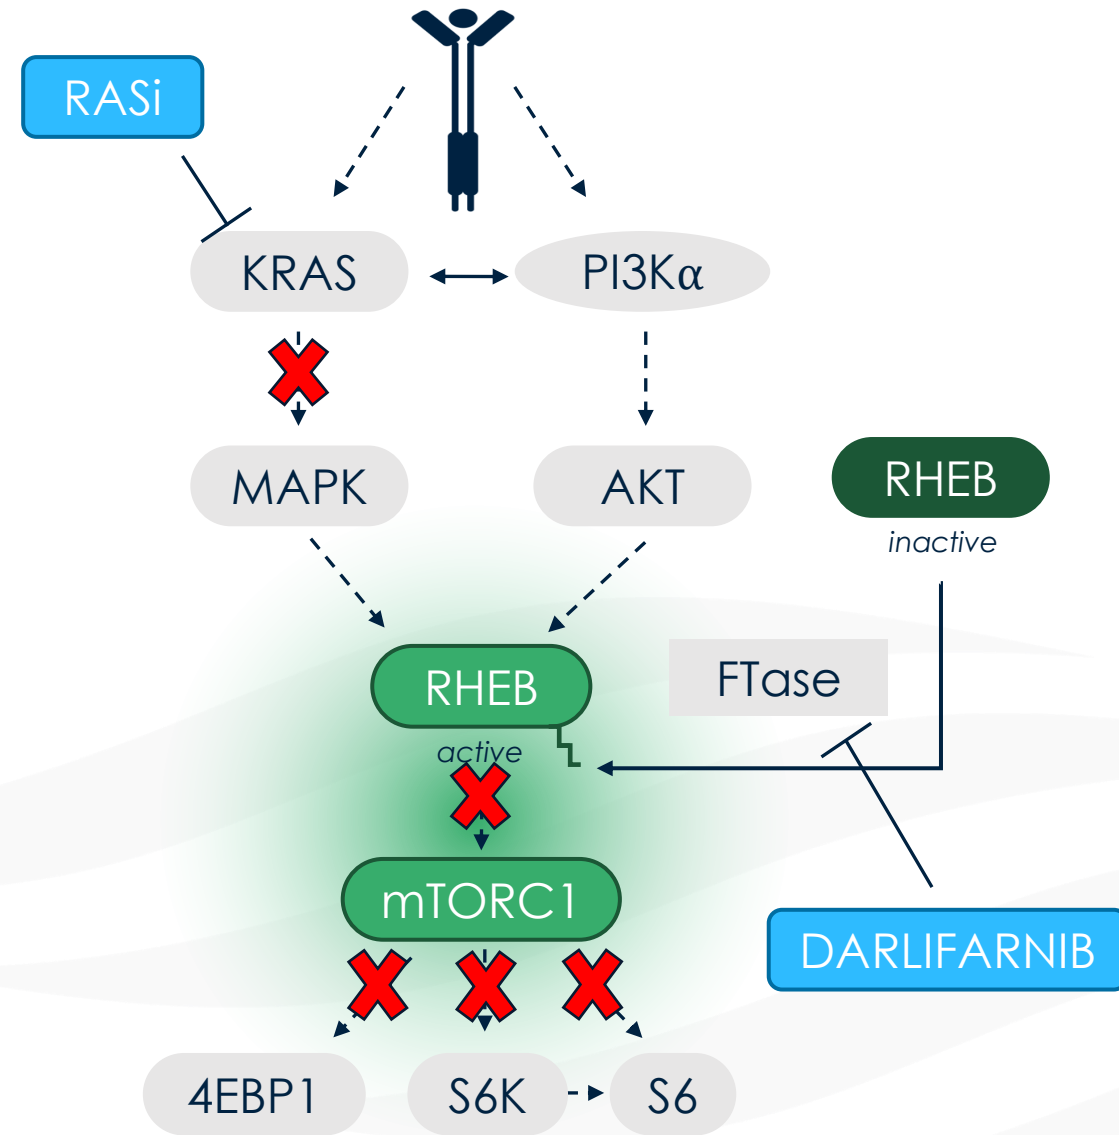 RASi
KRAS
PI3Kα
MAPK
AKT
RHEB
inactive
RHEB
active
FTase
mTORC1
DARLIFARNIB
4EBP1
S6K
S6